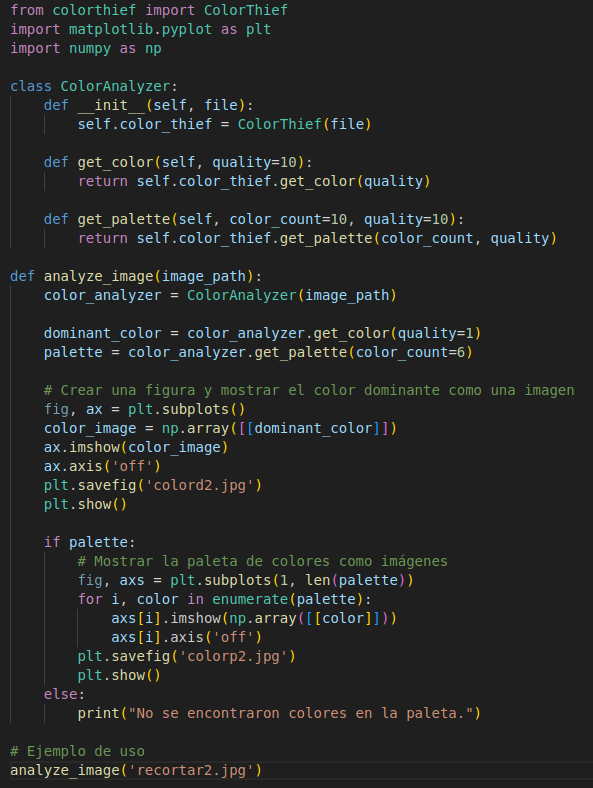 from colorthief import ColorThief
import matplotlib.pyplot as plt
import numpy as np

class ColorAnalyzer:
    def __init__(self, file):
        self.color_thief = ColorThief(file)

    def get_color(self, quality=10):
        return self.color_thief.get_color(quality)

    def get_palette(self, color_count=10, quality=10):
        return self.color_thief.get_palette(color_count, quality)

def analyze_image(image_path):
    color_analyzer = ColorAnalyzer(image_path)

    dominant_color = color_analyzer.get_color(quality=1)
    palette = color_analyzer.get_palette(color_count=6)

    # Crear una figura y mostrar el color dominante como una imagen
    fig, ax = plt.subplots()
    color_image = np.array([[dominant_color]])
    ax.imshow(color_image)
    ax.axis('off')
    plt.savefig('colord2.jpg')
    plt.show()

    if palette:
        # Mostrar la paleta de colores como imágenes
        fig, axs = plt.subplots(1, len(palette))
        for i, color in enumerate(palette):
            axs[i].imshow(np.array([[color]]))
            axs[i].axis('off')
        plt.savefig('colorp2.jpg')
        plt.show()
    else:
        print("No se encontraron colores en la paleta.")

# Ejemplo de uso
analyze_image('recortar2.jpg')